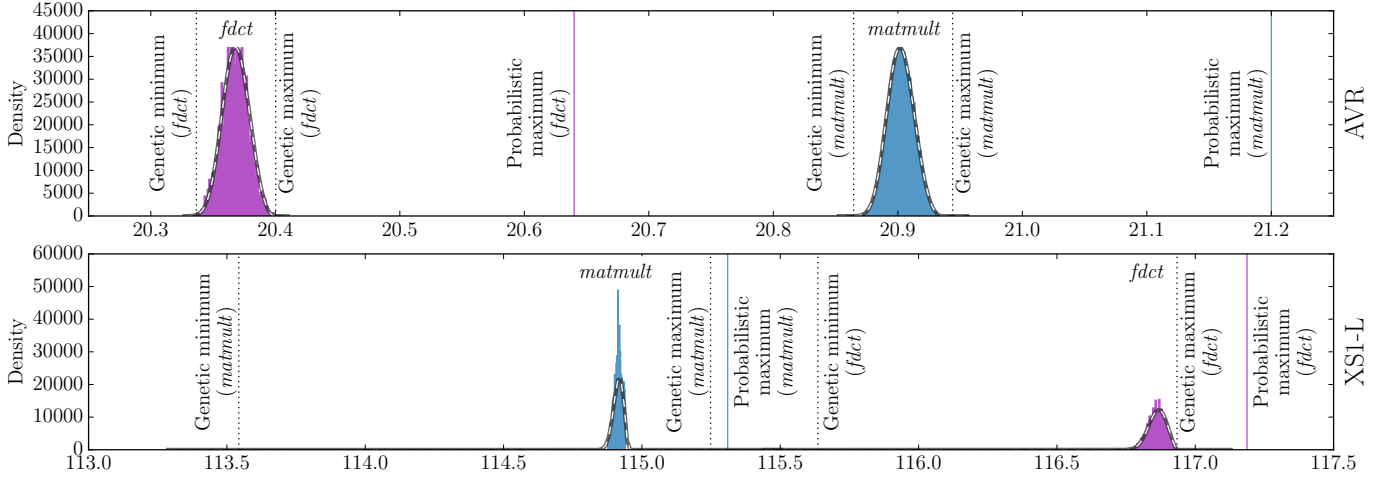 45000
40000
35000
30000
25000
20000
15000
10000
5000
0
Density
Genetic minimum
(fdct)
fdct
Genetic maximum
(fdct)
Probabilistic
maximum
(fdct)
Genetic minimum
(matmult)
matmult
Genetic maximum
(matmult)
Probabilistic
maximum
(matmult)
AVR
20.3 20.4 20.5 20.6 20.7 20.8 20.9 21.0 21.1 21.2
60000
50000
40000
30000
20000
10000
0
Density
Genetic minimum
(matmult)
matmult
Genetic maximum
(matmult)
Probabilistic
maximum
(matmult)
Genetic minimum
(fdct)
fdct
Genetic maximum
(fdct)
Probabilistic
maximum
(fdct)
XS1-L
113.0 113.5 114.0 114.5 115.0 115.5 116.0 116.5 117.0 117.5